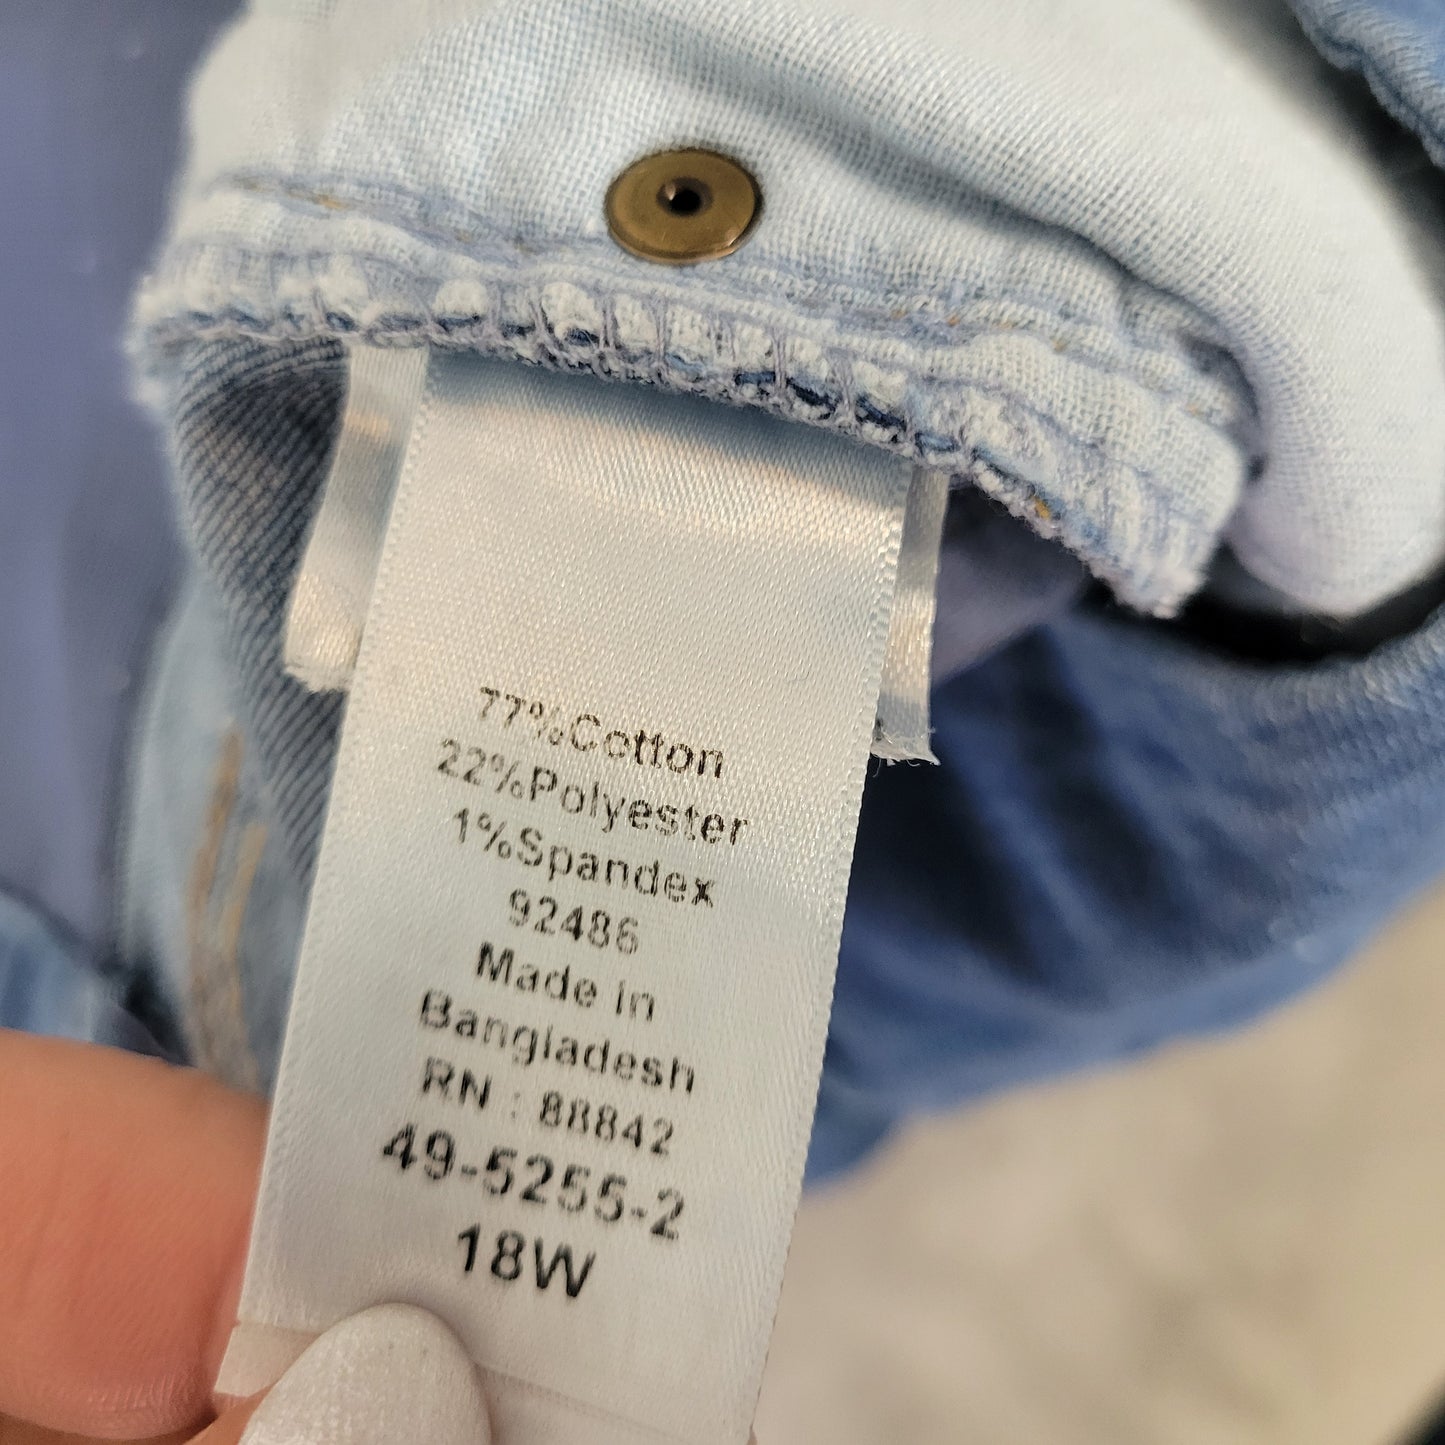 77%Cotton
22%Polyester
1%Spandex
92486
Made in
Bangladesh
RN : 88842
49-5255-2
18W